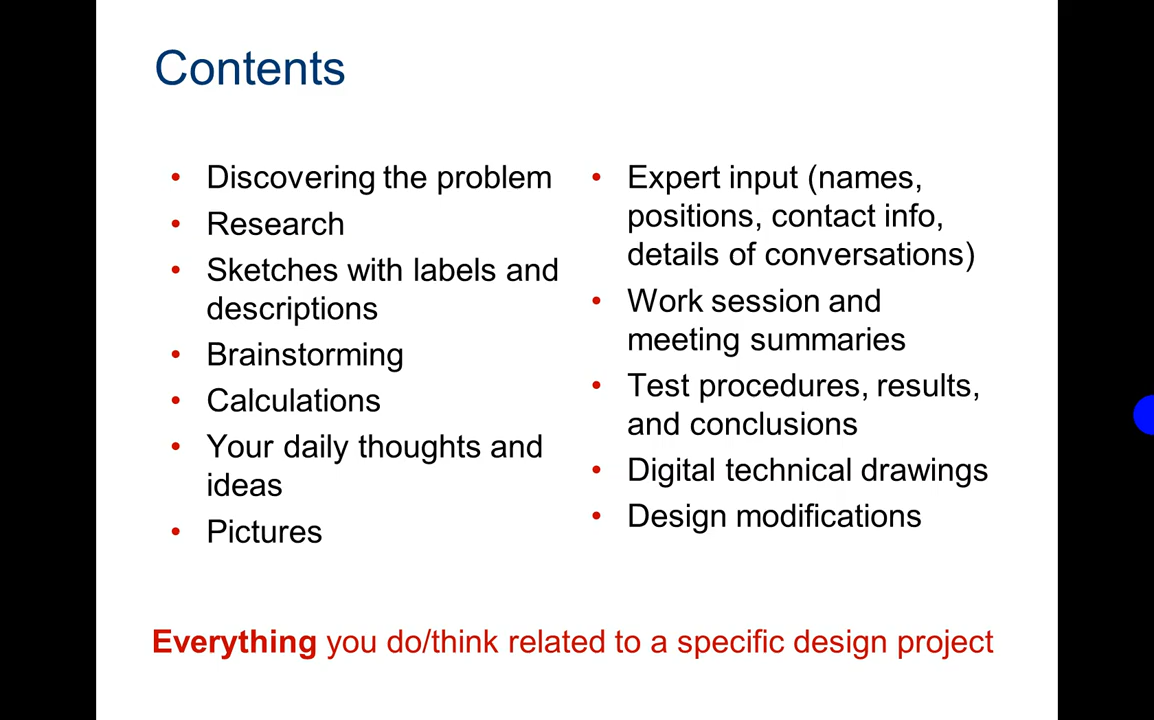 Contents
• Discovering the problem
• Research
• Sketches with labels and
descriptions
• Brainstorming
• Calculations
• Your daily thoughts and
ideas
• Pictures
• Expert input (names,
positions, contact info,
details of conversations)
• Work session and
meeting summaries
• Test procedures, results,
and conclusions
• Digital technical drawings
• Design modifications
Everything you do/think related to a specific design project